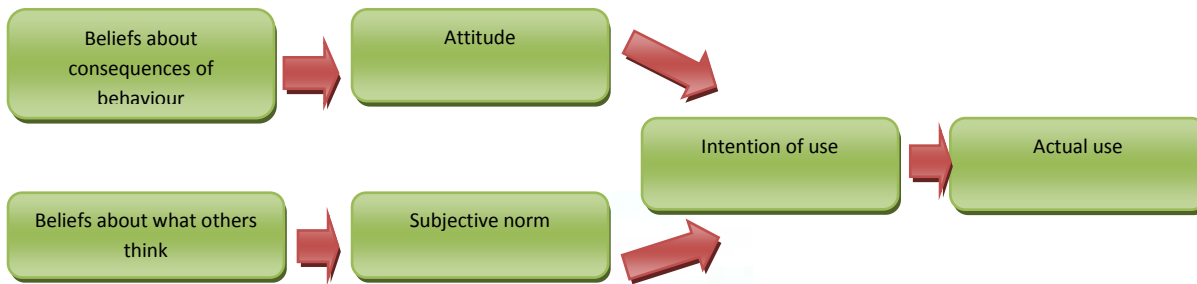 Beliefs about
consequences of
behaviour
Attitude
Intention of use
Actual use
Beliefs about what others
think
Subjective norm